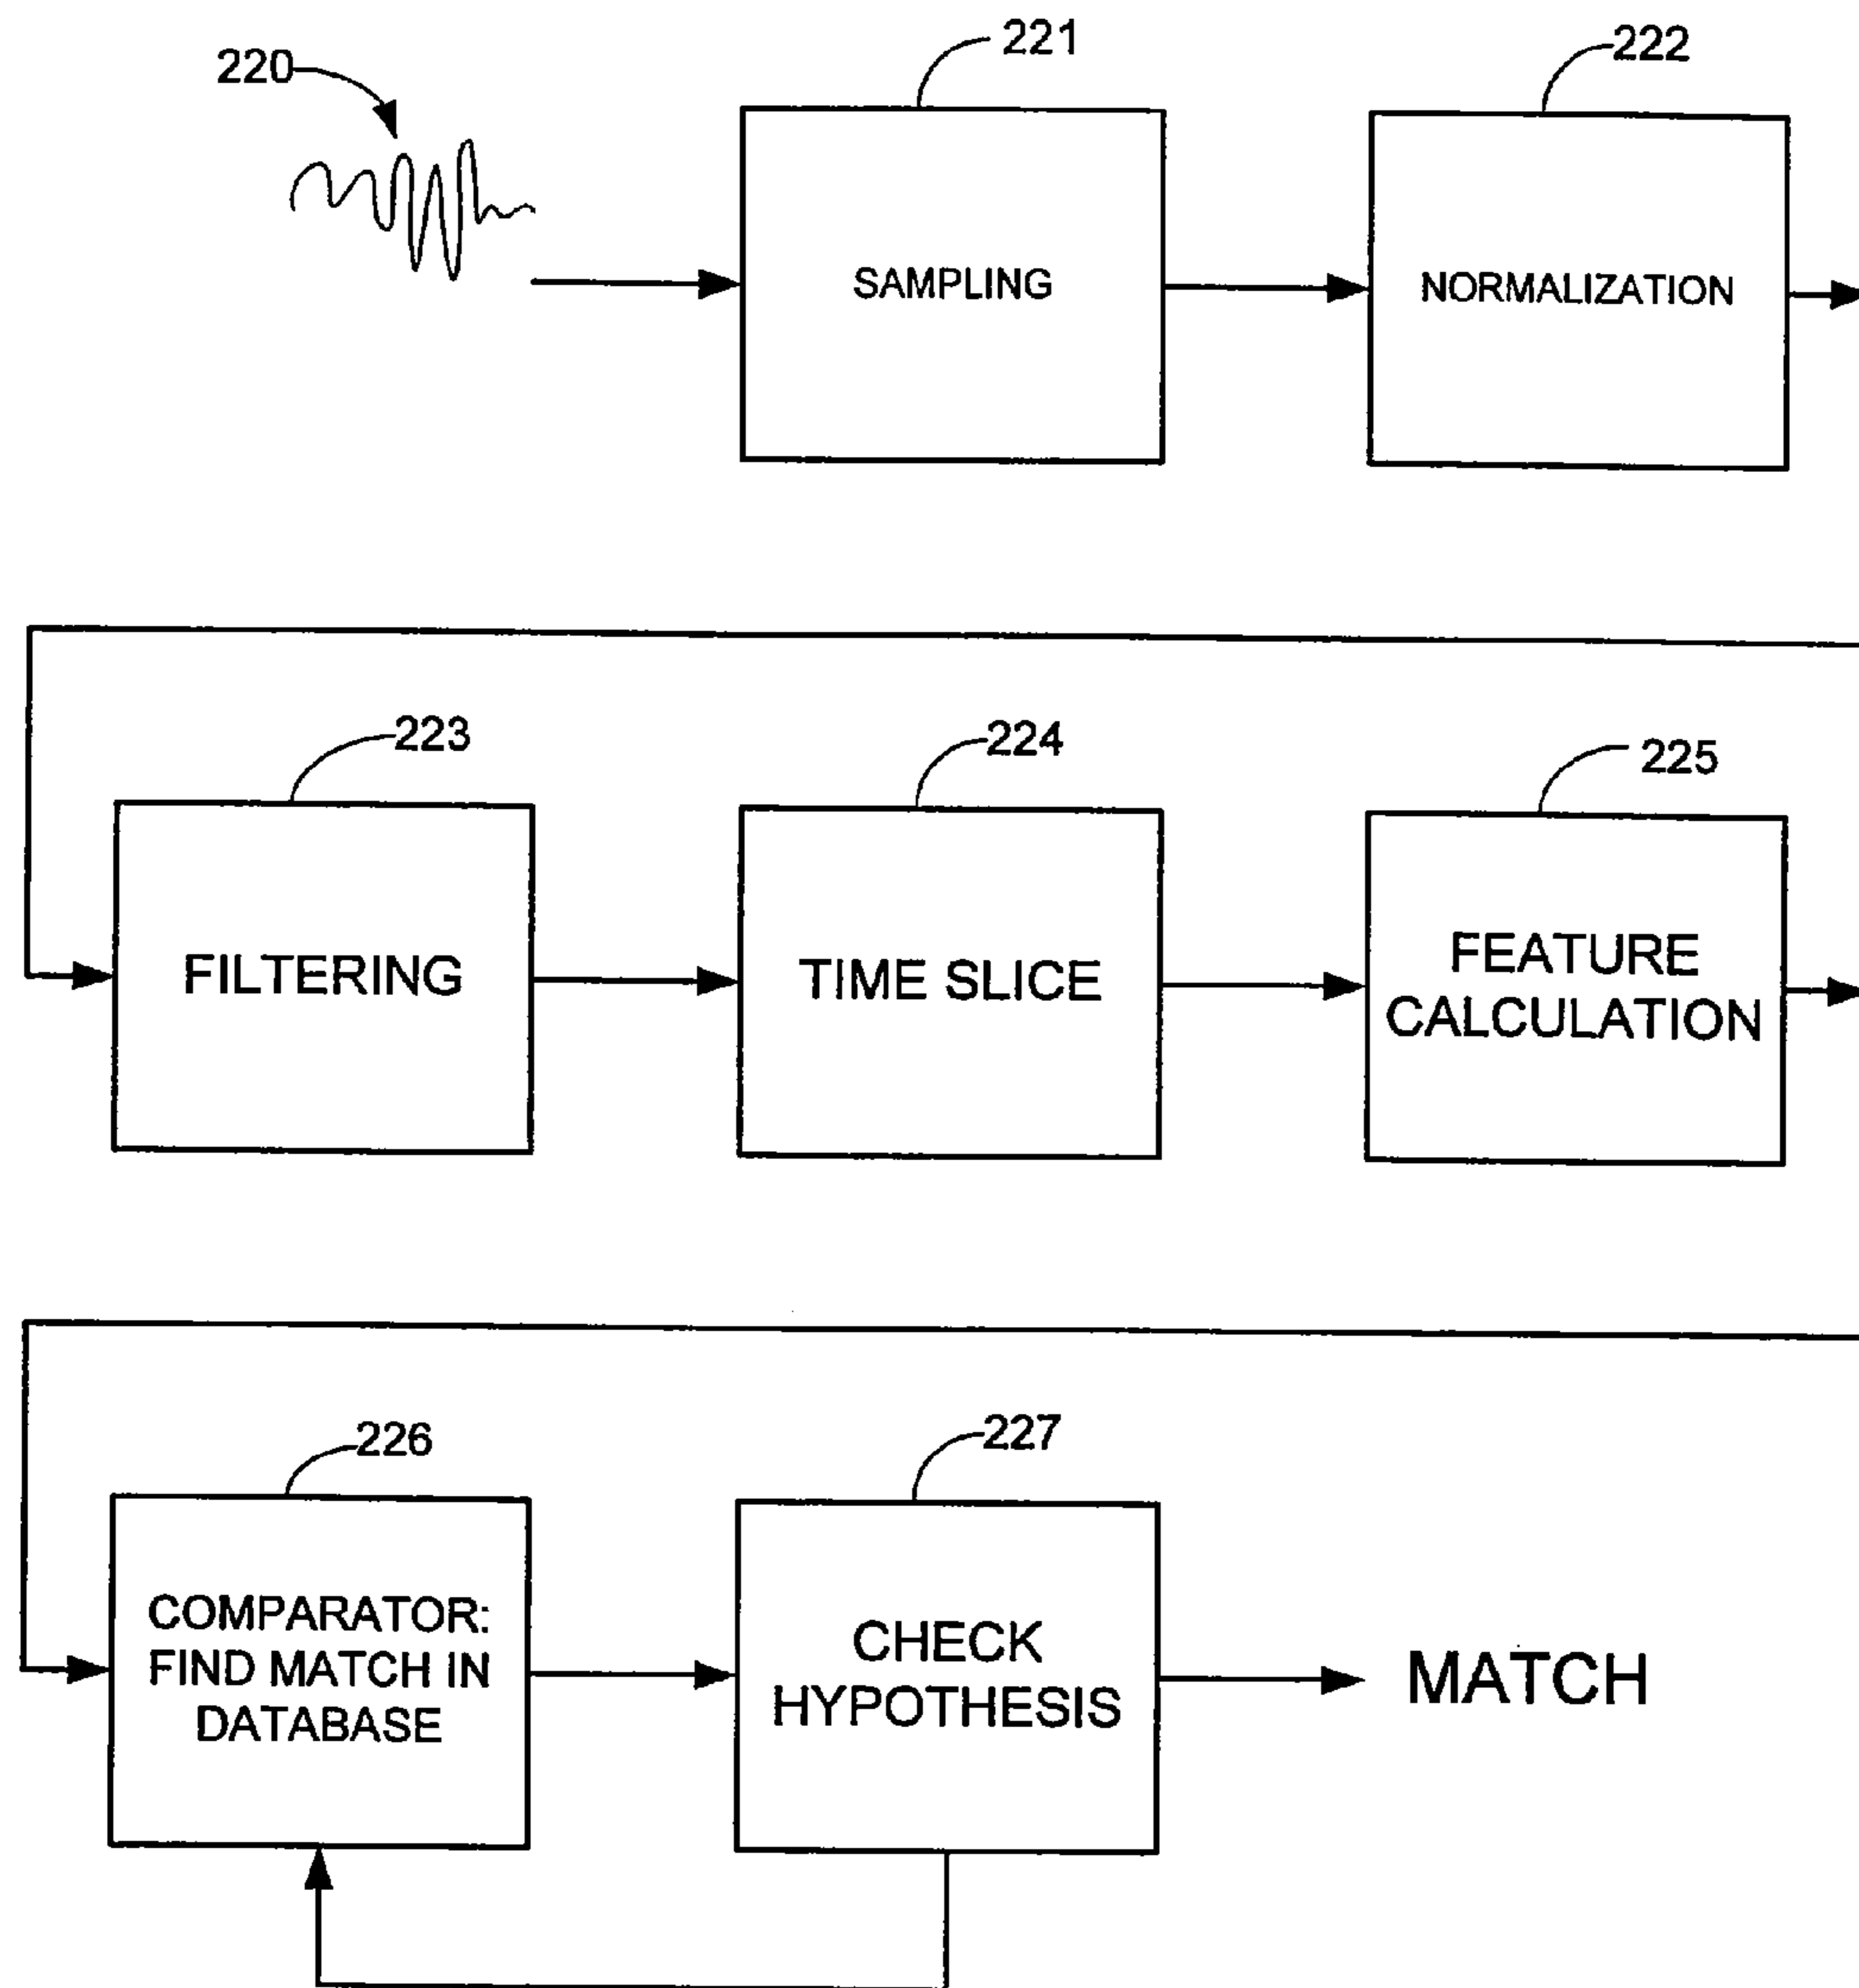 220
221
222
SAMPLING
NORMALIZATION
223
224
225
FILTERING
TIME SLICE
FEATURE
CALCULATION
226
227
COMPARATOR:
FIND MATCH IN
DATABASE
CHECK
HYPOTHESIS
MATCH